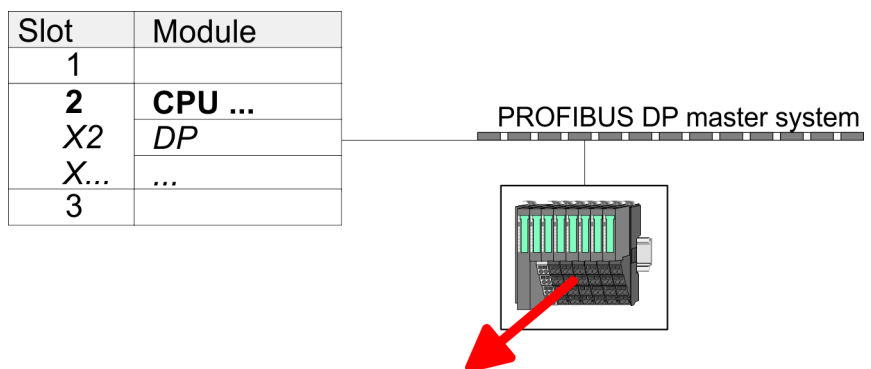 Slot Module
1
2 CPU ...
X2 DP
X... ...
3
PROFIBUS DP master system